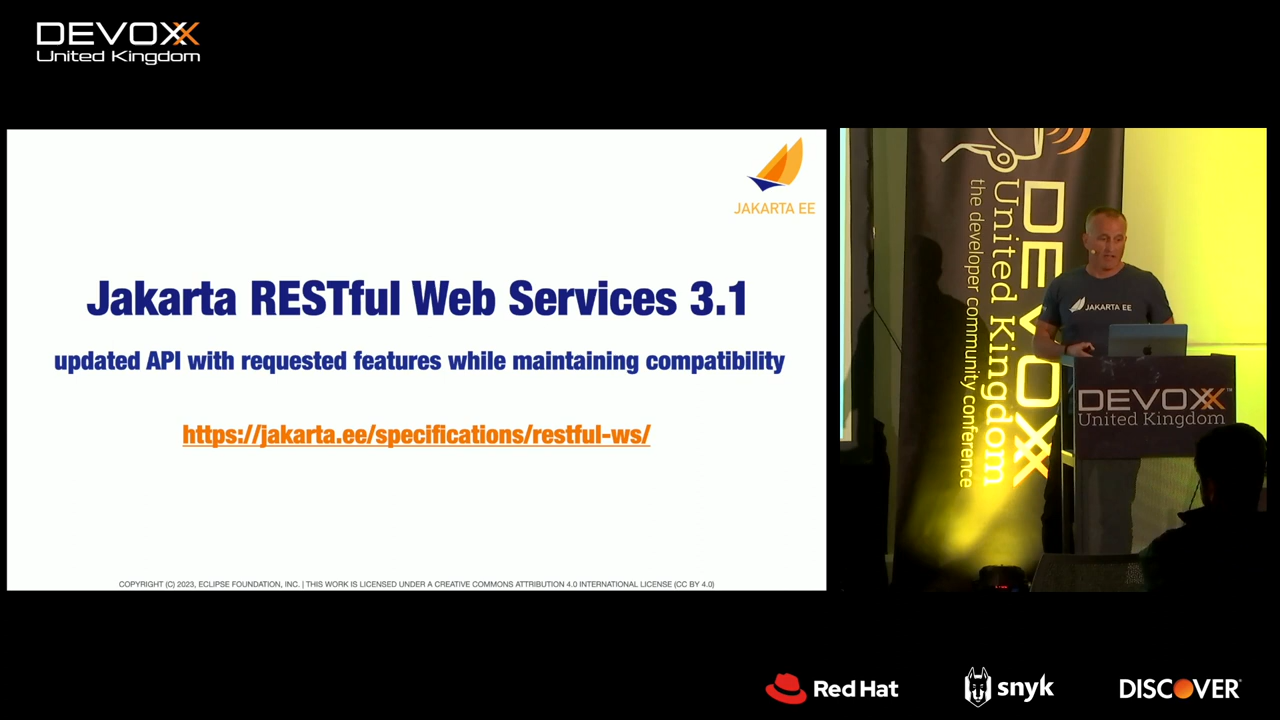 DEVOXX
United Kingdom
JAKARTA EE
Jakarta RESTful Web Services 3.1
updated API with requested features while maintaining compatibility
https://jakarta.ee/specifications/restful-ws/
COPYRIGHT (C) 2023, ECLIPSE FOUNDATION, INC. | THIS WORK IS LICENSED UNDER A CREATIVE COMMONS ATTRIBUTION 4.0 INTERNATIONAL LICENSE (CC BY 4.0)
DEVOXX
United Kingdom
the developer community conference
JAKARTA EE
DEVOXX™
United Kingdom
Red Hat
snyk
DISCOVER